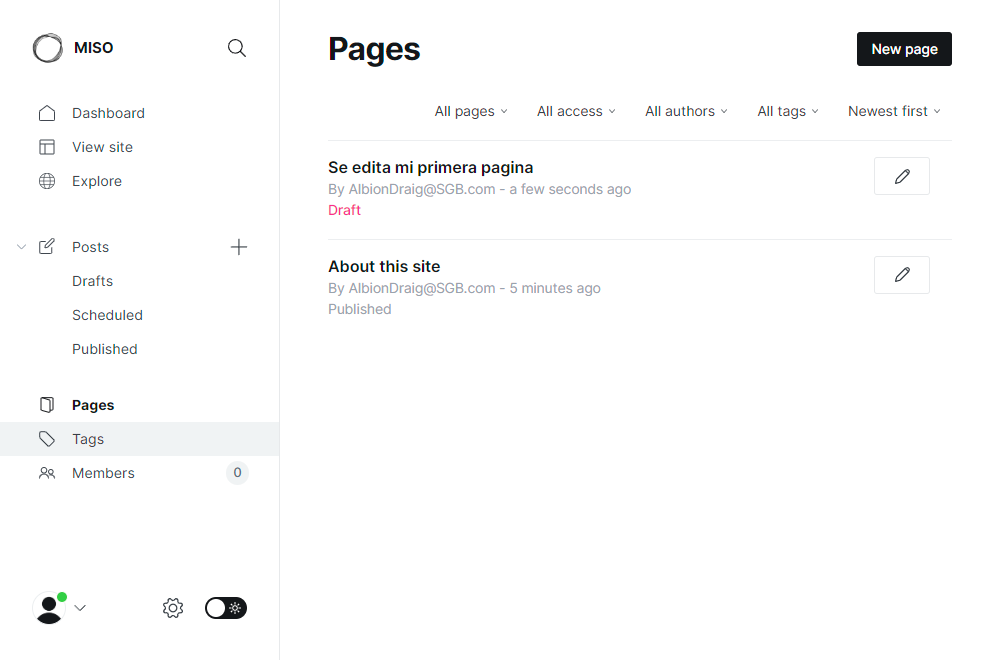 MISO
Dashboard
View site
Explore
Posts
Drafts
Scheduled
Published
Pages
Tags
Members 0
Pages
New page
All pages All access All authors All tags Newest first
Se edita mi primera pagina
By AlbionDraig@SGB.com - a few seconds ago
Draft
About this site
By AlbionDraig@SGB.com - 5 minutes ago
Published